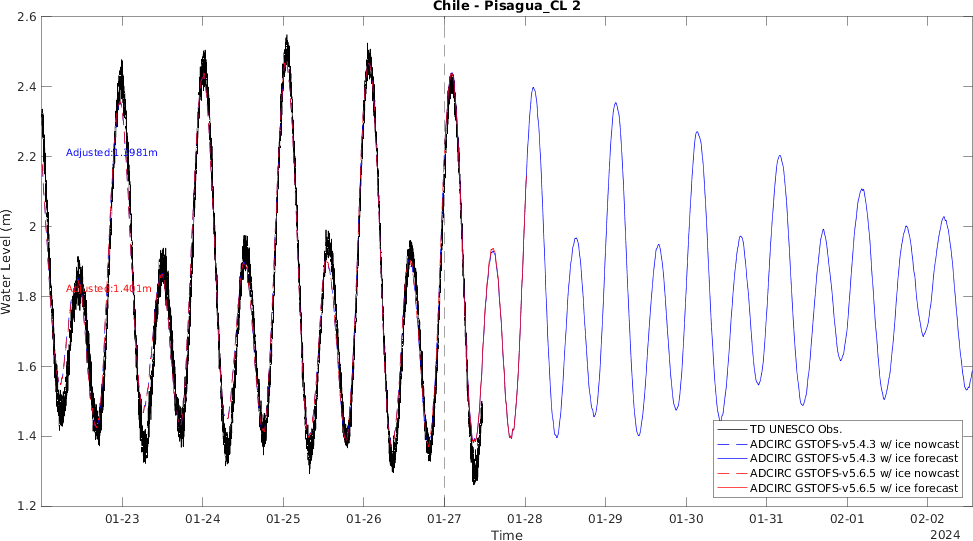 Chile - Pisagua_CL 2
2.6
2.4
2.2
2
1.8
1.6
1.4
1.2
Water Level (m)
Adjusted:1.3981m
Adjusted:1.401m
TD UNESCO Obs.
ADCIRC GSTOFS-v5.4.3 w/ ice nowcast
ADCIRC GSTOFS-v5.4.3 w/ ice forecast
ADCIRC GSTOFS-v5.6.5 w/ ice nowcast
ADCIRC GSTOFS-v5.6.5 w/ ice forecast
01-23 01-24 01-25 01-26 01-27 01-28 01-29 01-30 01-31 02-01 02-02
Time
2024